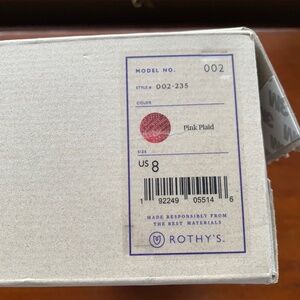 MODEL NO. 002
STYLE# 002-235
COLOR
Pink Plaid
SIZE
US 8
1 92249 05514 6
MADE RESPONSIBLY FROM
THE BEST MATERIALS
ROTHY'S.